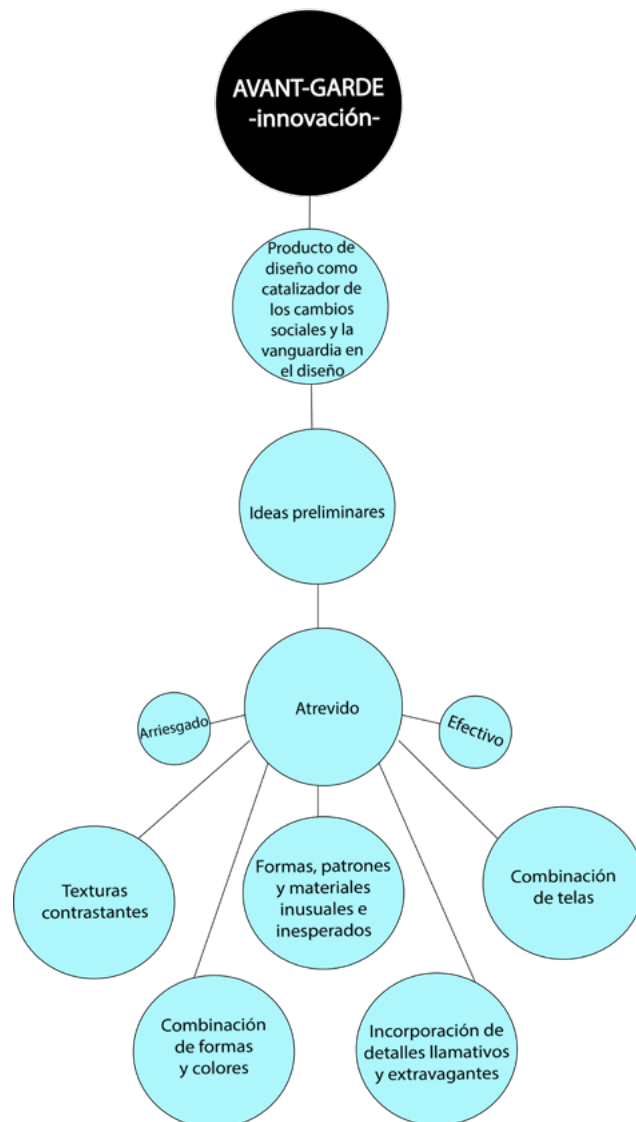 AVANT-GARDE
-innovación-
Producto de
diseño como
catalizador de
los cambios
sociales y la
vanguardia en
el diseño
Ideas preliminares
Atrevido
Arriesgado
Efectivo
Texturas
contrastantes
Formas, patrones
y materiales
inusuales e
inesperados
Combinación
de telas
Combinación
de formas
y colores
Incorporación de
detalles llamativos
y extravagantes